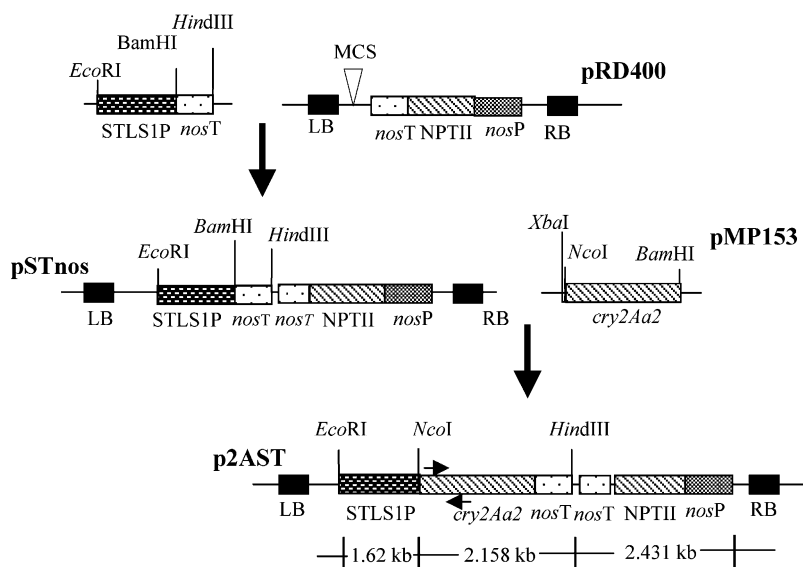 HindIII
BamHI
EcoRI
MCS
pRD400
STLS1P nosT
LB nosT NPTII nosP RB
XbaI
pMP153
BamHI HindIII
NcoI
EcoRI
BamHI
pSTnos
LB STLS1P nosT nosT NPTII nosP RB
cry2Aa2
EcoRI NcoI HindIII
p2AST
LB STLS1P cry2Aa2 nosT nosT NPTII nosP RB
1.62 kb 2.158 kb 2.431 kb